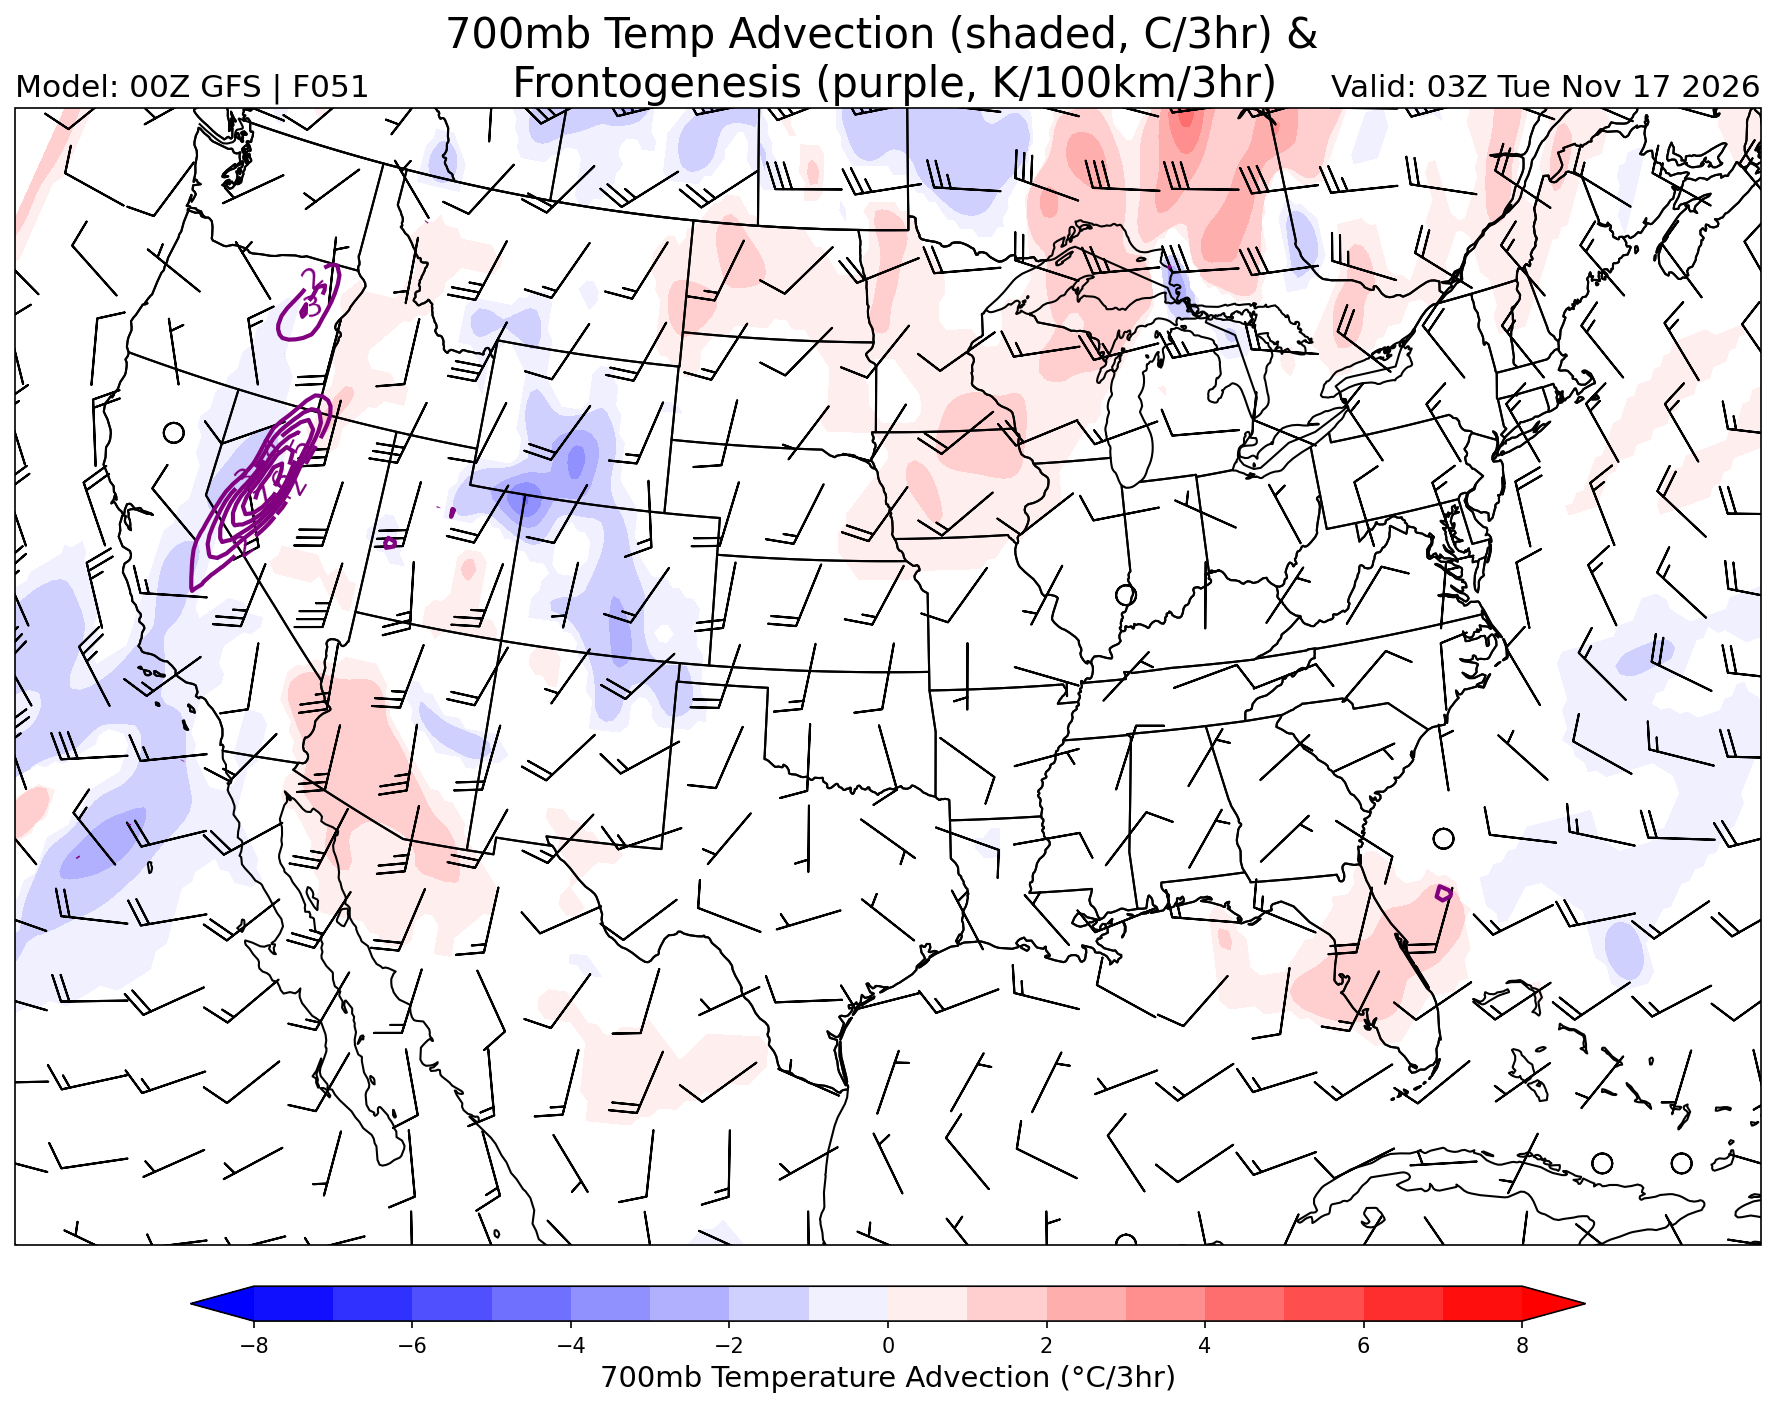 700mb Temp Advection (shaded, C/3hr) &
Frontogenesis (purple, K/100km/3hr)
Model: 00Z GFS | F051
Valid: 03Z Tue Nov 17 2026
−8 −6 −4 −2 0 2 4 6 8
700mb Temperature Advection (°C/3hr)